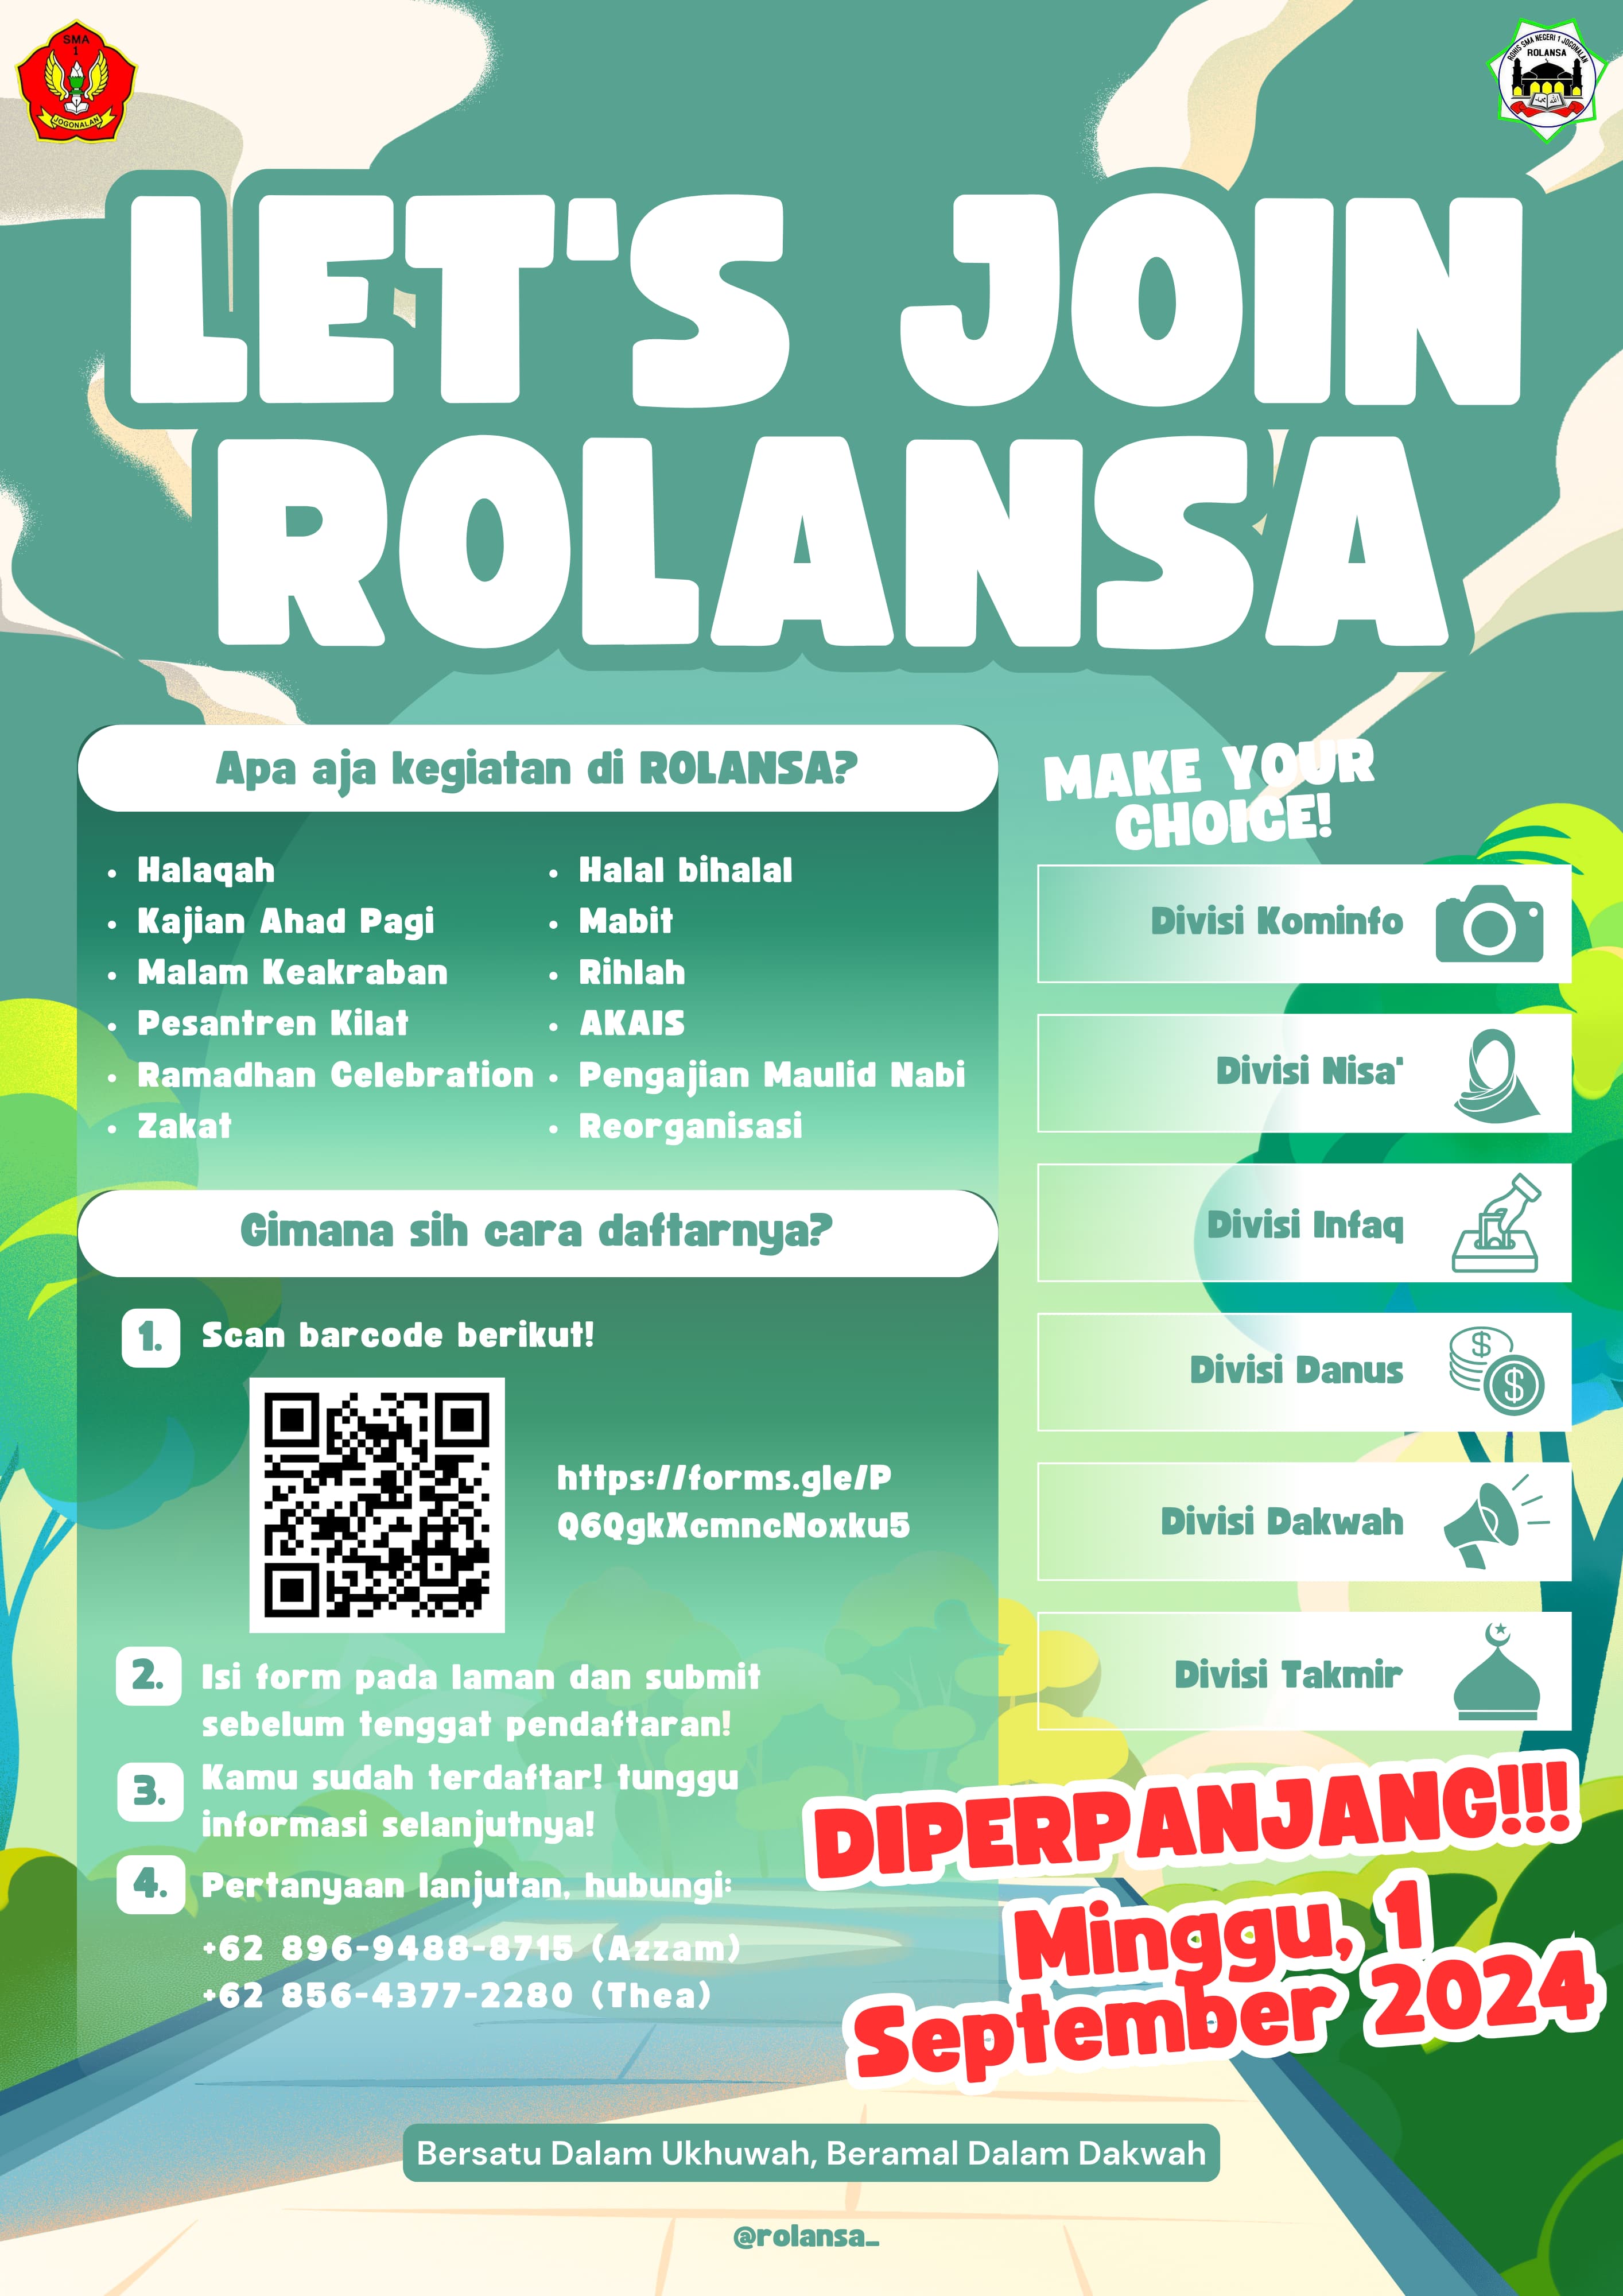 SMA
1
JOGONALAN
ROHIS SMA NEGERI 1 JOGONALAN
ROLANSA
LET'S JOIN
ROLANSA
Apa aja kegiatan di ROLANSA?
Halaqah
Kajian Ahad Pagi
Malam Keakraban
Pesantren Kilat
Ramadhan Celebration
Zakat
Halal bihalal
Mabit
Rihlah
AKAIS
Pengajian Maulid Nabi
Reorganisasi
Gimana sih cara daftarnya?
1. Scan barcode berikut!
https://forms.gle/P
Q6QgkXcmncNoxku5
2. Isi form pada laman dan submit
sebelum tenggat pendaftaran!
3. Kamu sudah terdaftar! tunggu
informasi selanjutnya!
4. Pertanyaan lanjutan, hubungi:
+62 896-9488-8715 (Azzam)
+62 856-4377-2280 (Thea)
MAKE YOUR
CHOICE!
Divisi Kominfo
Divisi Nisa'
Divisi Infaq
Divisi Danus
Divisi Dakwah
Divisi Takmir
DIPERPANJANG!!!
Minggu, 1
September 2024
Bersatu Dalam Ukhuwah, Beramal Dalam Dakwah
@rolansa_